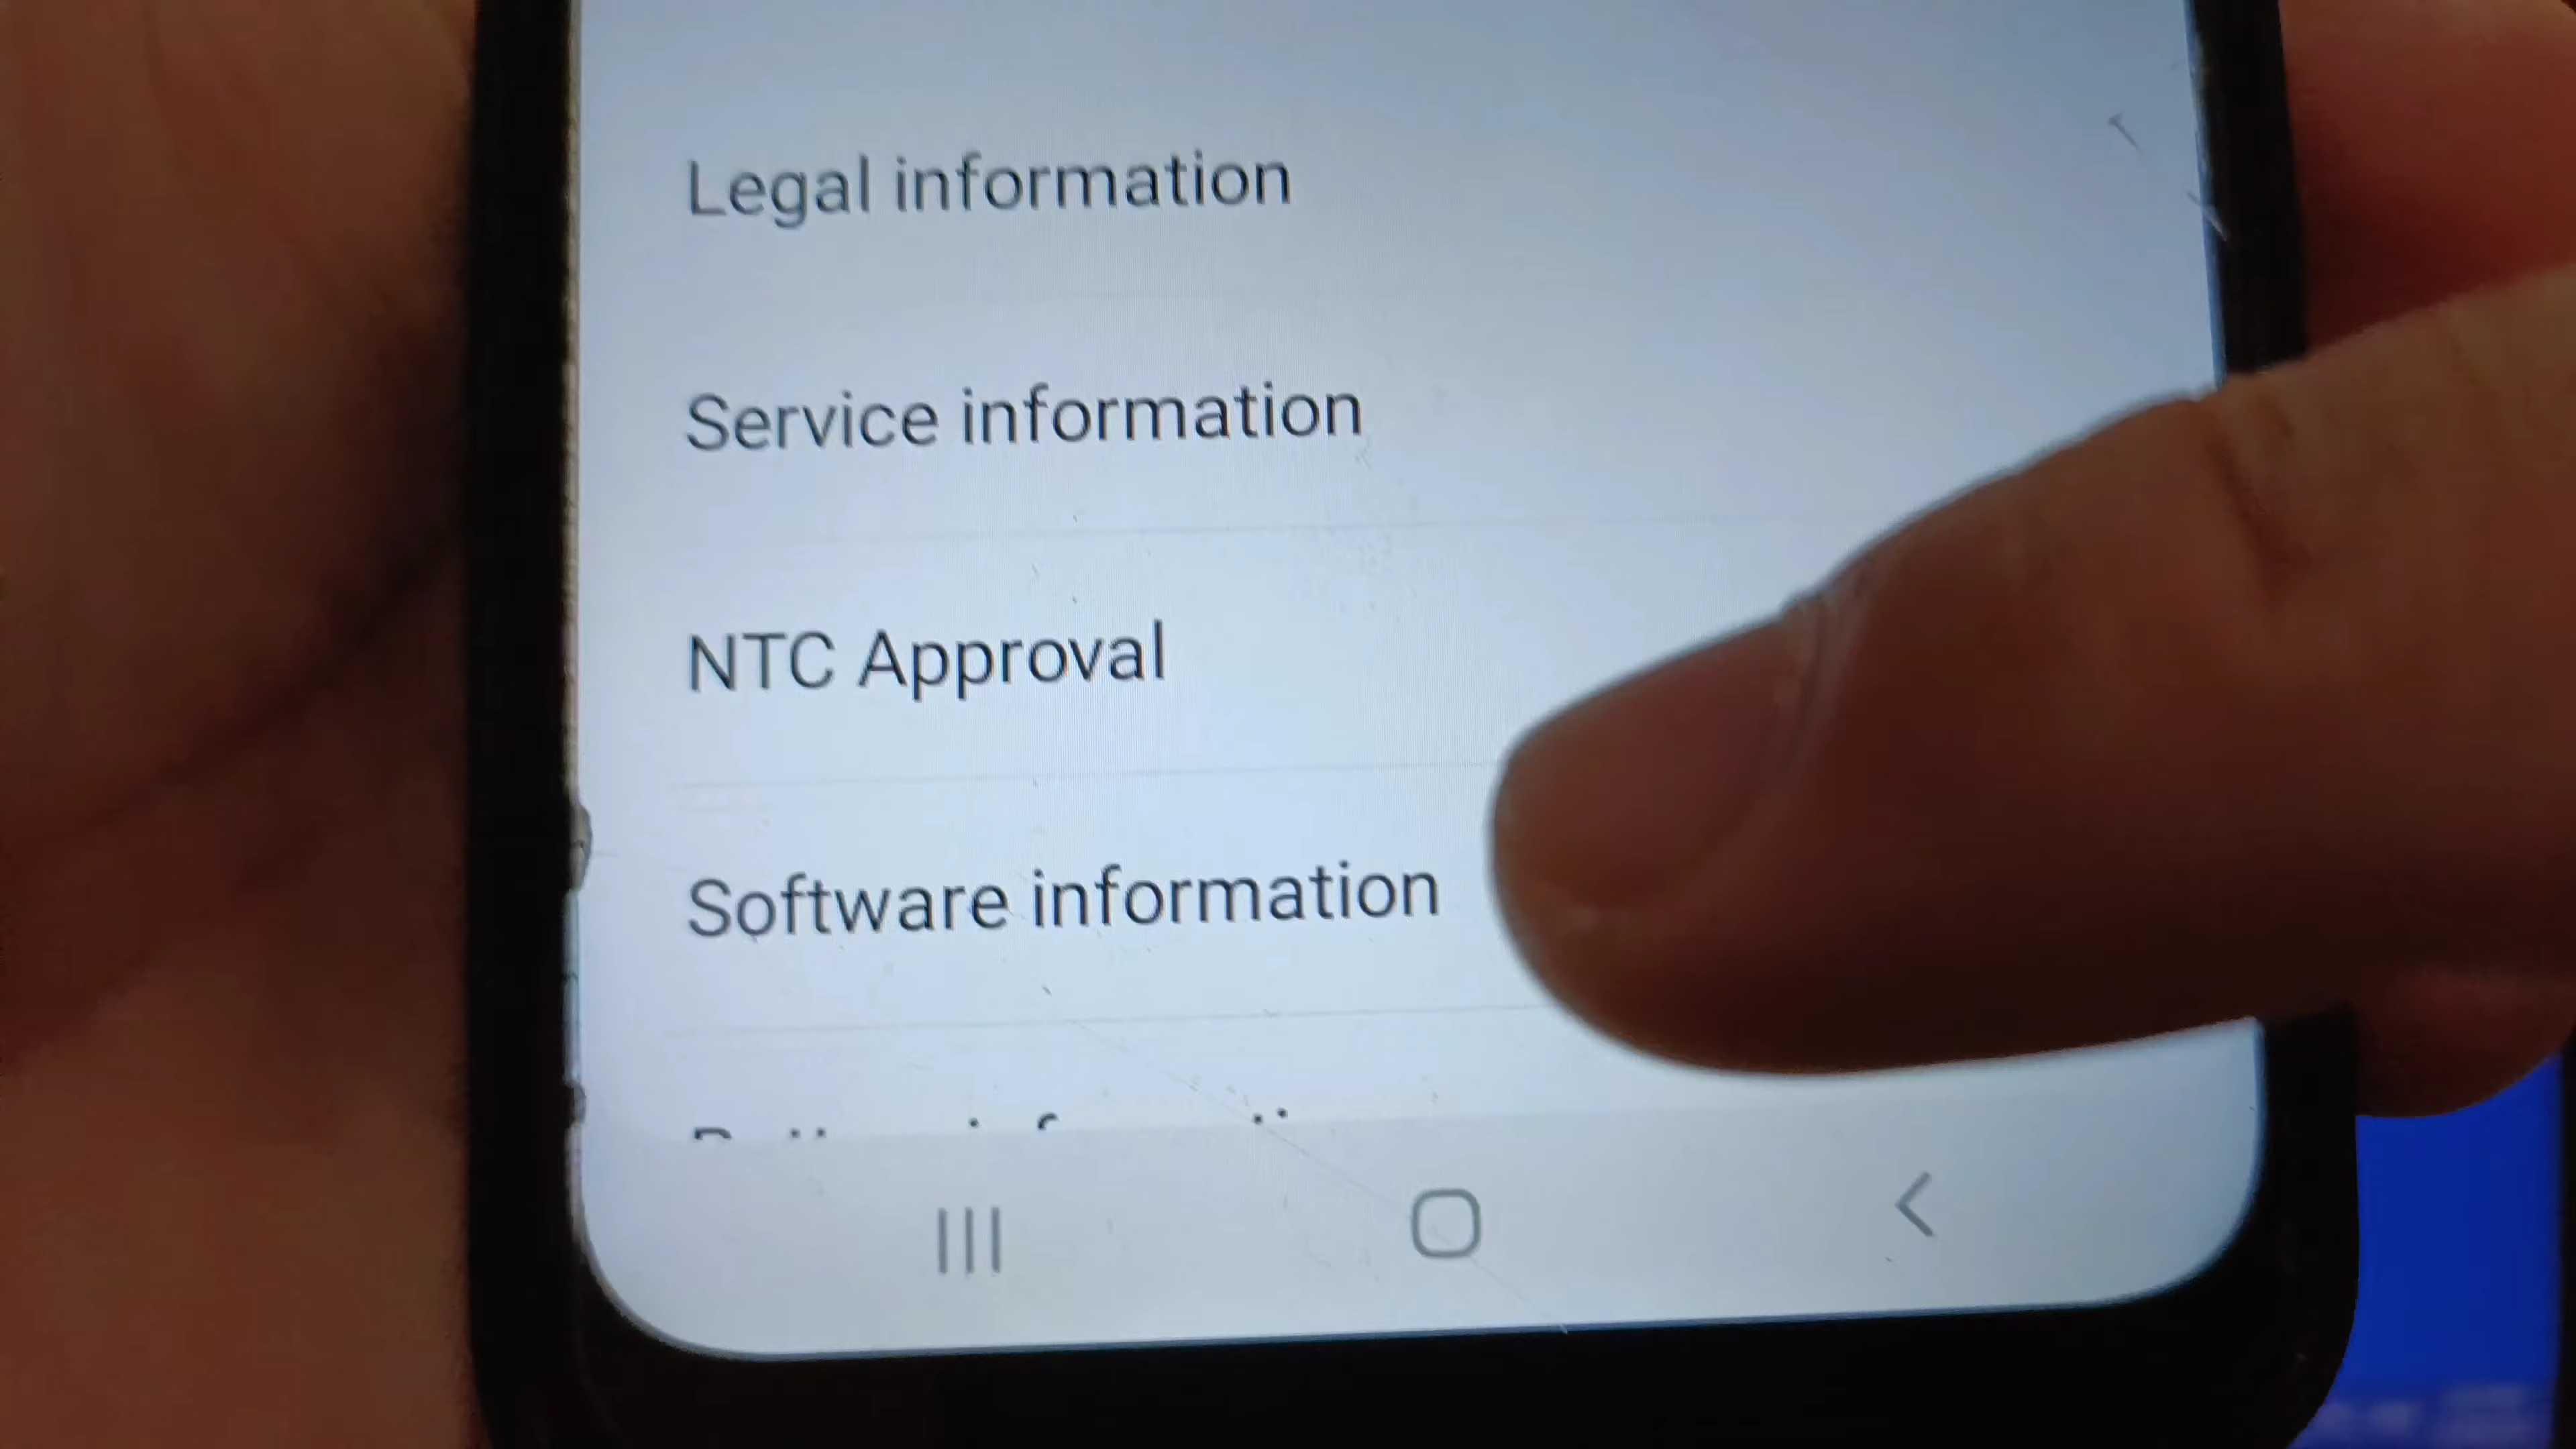 Legal information
Service information
NTC Approval
Software information